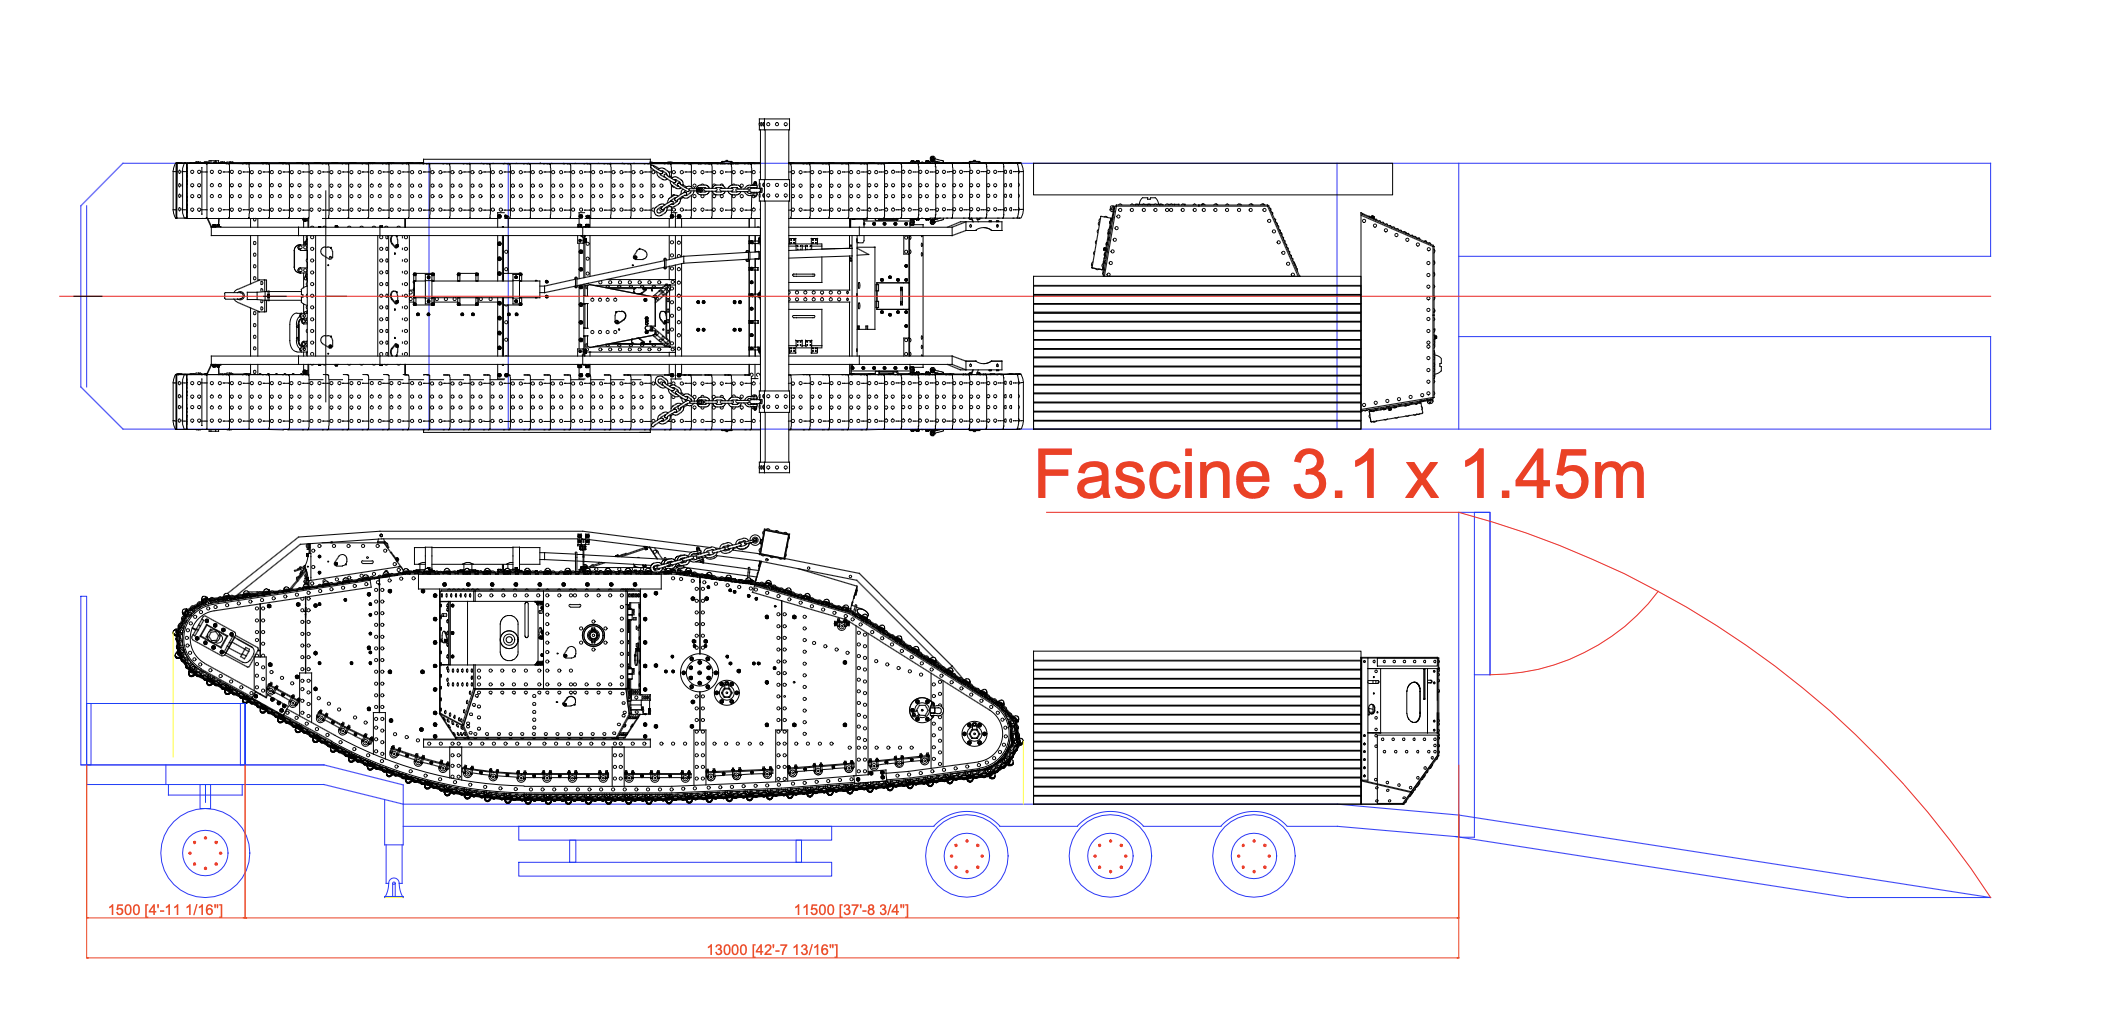 Fascine 3.1 x 1.45m
1500 [4'-11 1/16"]
11500 [37'-8 3/4"]
13000 [42'-7 13/16"]